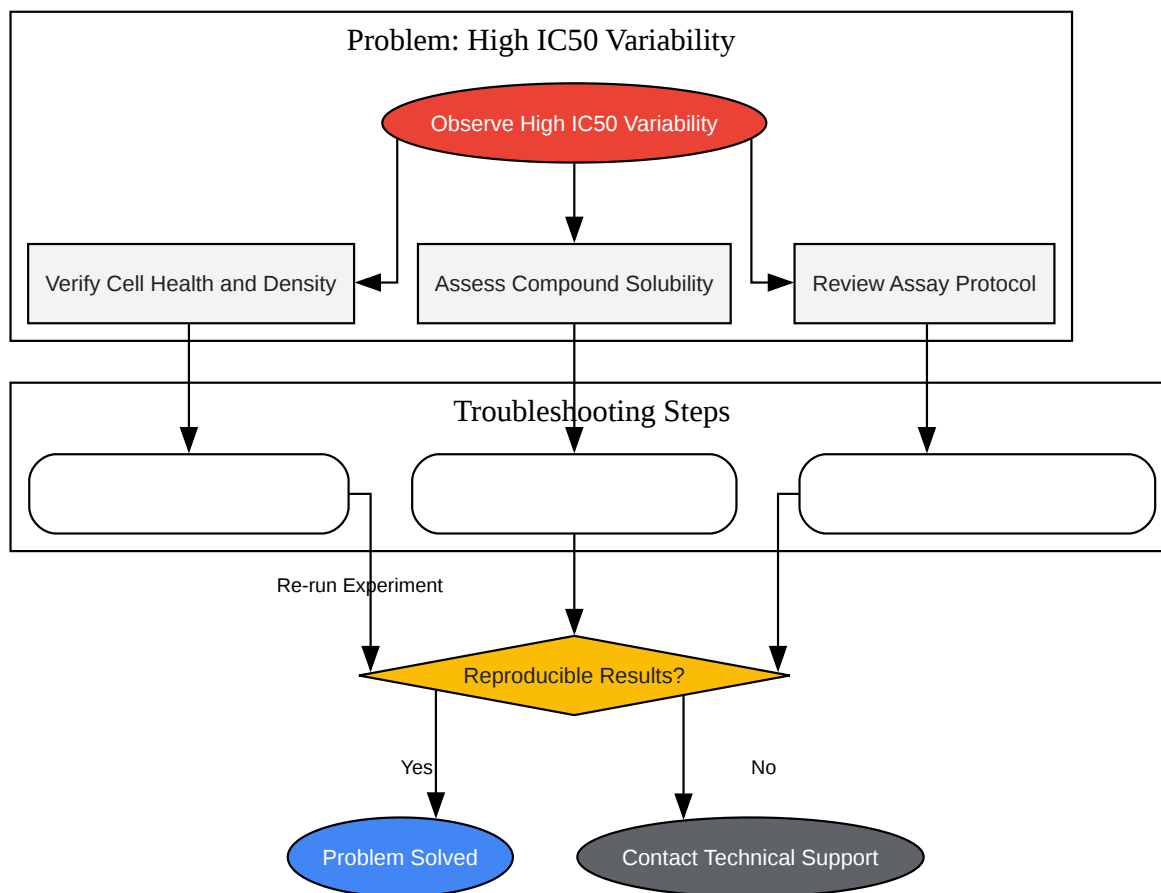 Problem: High IC50 Variability
Observe High IC50 Variability
Verify Cell Health and Density
Assess Compound Solubility
Review Assay Protocol
Troubleshooting Steps
Re-run Experiment
Reproducible Results?
Yes
No
Problem Solved
Contact Technical Support